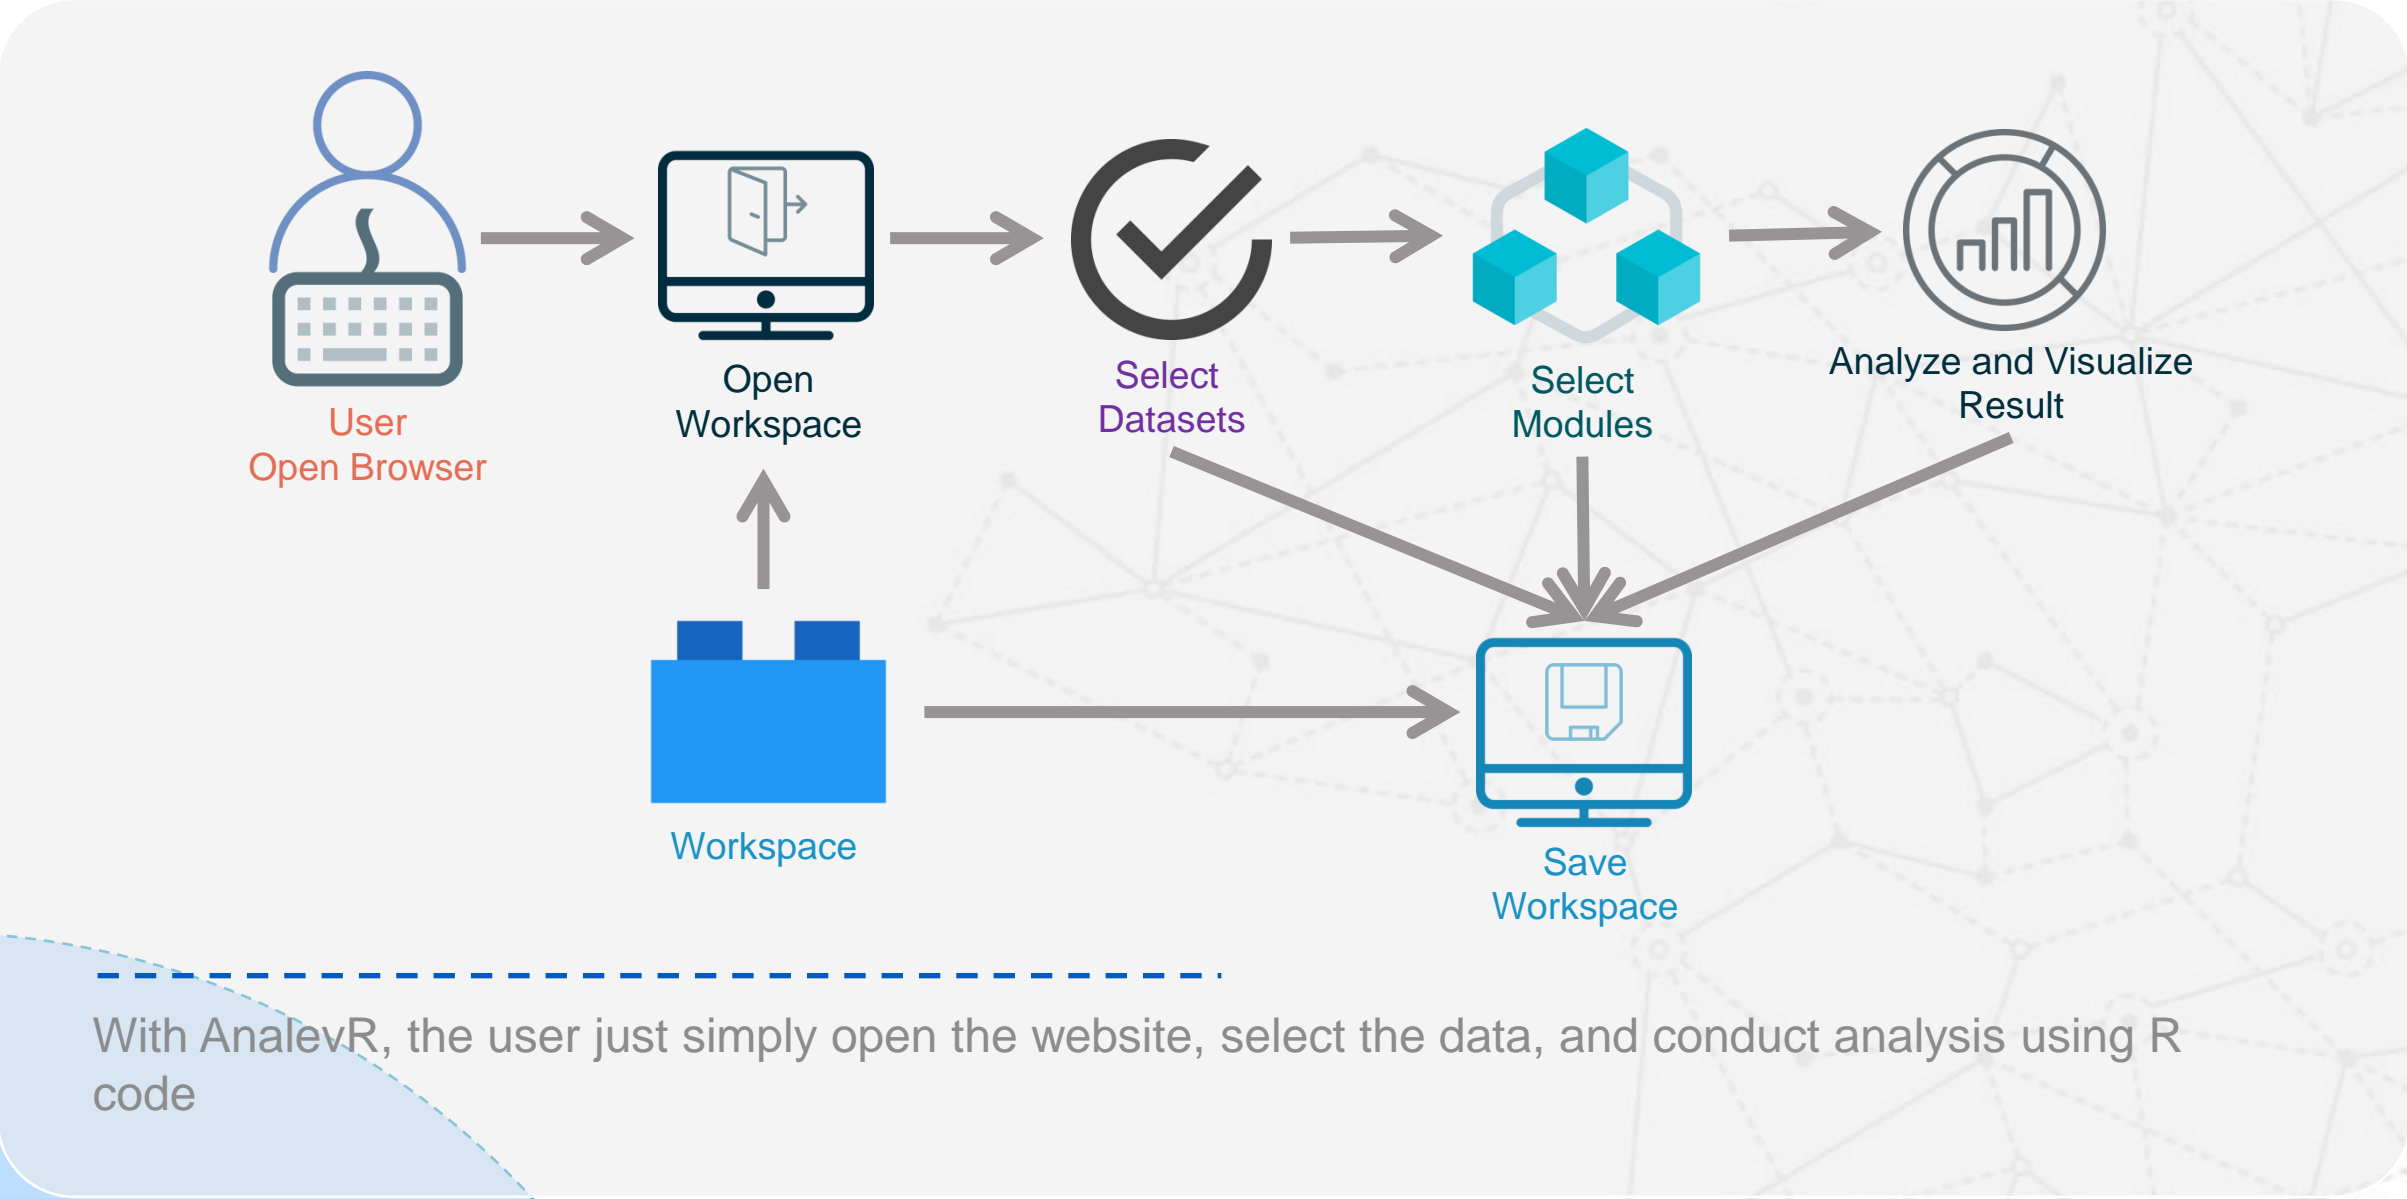 User
Open Browser
Open
Workspace
Select
Datasets
Select
Modules
Analyze and Visualize
Result
Workspace
Save
Workspace
With AnalevR, the user just simply open the website, select the data, and conduct analysis using R
code